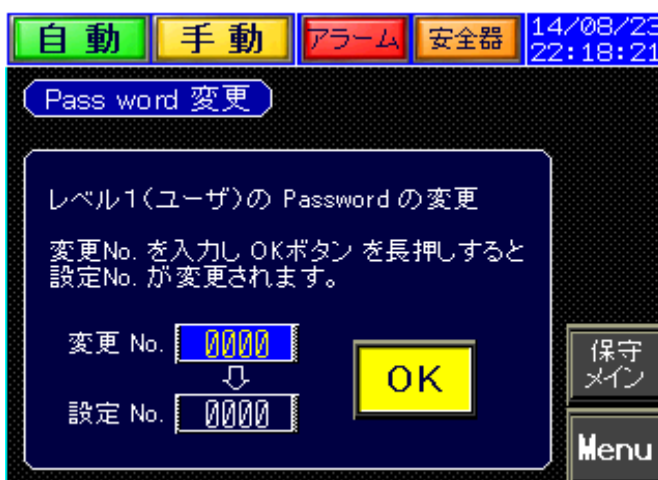 自動 手動 アラーム 安全器 14/08/23
22:18:21
Pass word 変更
レベル1(ユーザ)の Password の変更
変更No. を入力し OKボタン を長押しすると
設定No. が変更されます。
変更 No. 0000
⇩
設定 No. 0000
OK
保守
メイン
Menu